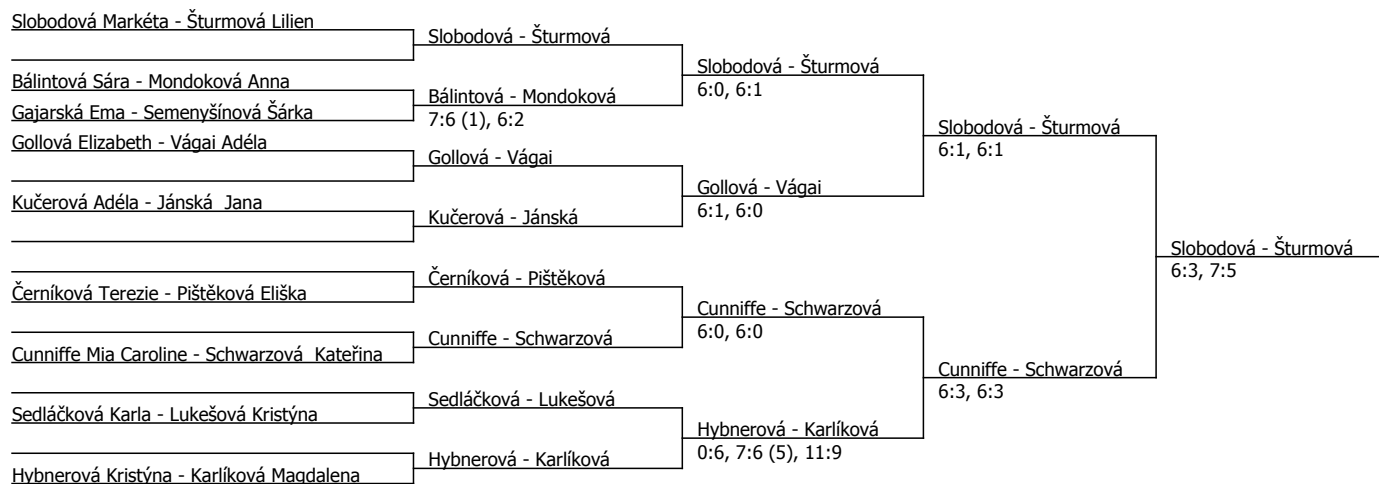 Slobodová Markéta - Šturmová Lilien
Bálintová Sára - Mondoková Anna
Gajarská Ema - Semenyšínová Šárka
Gollová Elizabeth - Vágai Adéla
Kučerová Adéla - Jánská  Jana
Černíková Terezie - Pištěková Eliška
Cunniffe Mia Caroline - Schwarzová  Kateřina
Sedláčková Karla - Lukešová Kristýna
Hybnerová Kristýna - Karlíková Magdalena
Slobodová - Šturmová
Bálintová - Mondoková
7:6 (1), 6:2
Gollová - Vágai
Kučerová - Jánská
Černíková - Pištěková
Cunniffe - Schwarzová
Sedláčková - Lukešová
Hybnerová - Karlíková
Slobodová - Šturmová
6:0, 6:1
Gollová - Vágai
6:1, 6:0
Cunniffe - Schwarzová
6:0, 6:0
Hybnerová - Karlíková
0:6, 7:6 (5), 11:9
Slobodová - Šturmová
6:1, 6:1
Cunniffe - Schwarzová
6:3, 6:3
Slobodová - Šturmová
6:3, 7:5